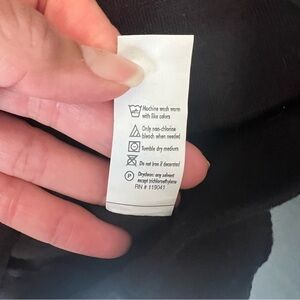 Machine wash warm
with like colors
Only non-chlorine
bleach when needed
Tumble dry medium
Do not iron if decorated
Dryclean: any solvent
except trichloroethylene
RN # 119041